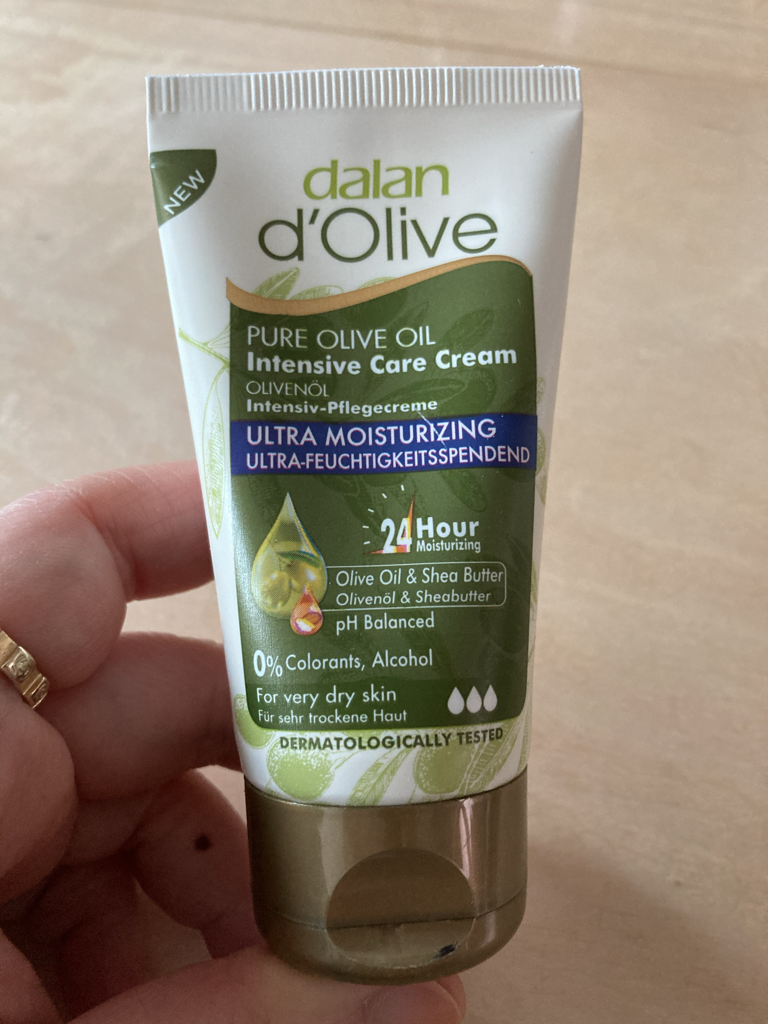 NEW
dalan
d'Olive
PURE OLIVE OIL
Intensive Care Cream
OLIVENÖL
Intensiv-Pflegecreme
ULTRA MOISTURIZING
ULTRA-FEUCHTIGKEITSSPENDEND
24 Hour
Moisturizing
Olive Oil & Shea Butter
Olivenöl & Sheabutter
pH Balanced
0% Colorants, Alcohol
For very dry skin
Für sehr trockene Haut
DERMATOLOGICALLY TESTED